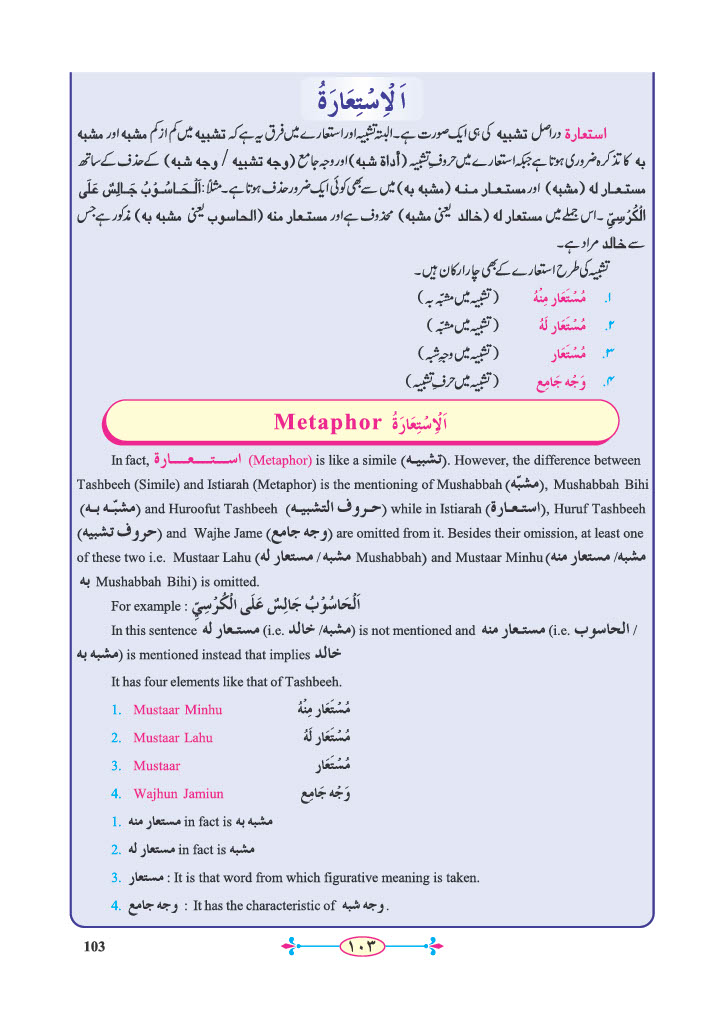 اَلْاِسْتِعَارَةُ
استعارة دراصل تشبیہ کی ہی ایک صورت ہے۔ البتہ تشبیہ اور استعارے میں فرق یہ ہے کہ تشبیہ میں کم از کم مشبه اور مشبه
به کا تذکرہ ضروری ہوتا ہے جبکہ استعارے میں حروفِ تشبیہ (أداة شبه) اور وجہ جامع (وجه تشبیه / وجه شبه) کے حذف کے ساتھ
مستعار له (مشبه) اور مستعار منه (مشبه به) میں سے بھی کوئی ایک ضرور حذف ہوتا ہے۔ مثلاً: اَلْحَاسُوْبُ جَالِسٌ عَلَى
الْكُرْسِيِّ ۔ اس جملے میں مستعار له (خالد یعنی مشبه) محذوف ہے اور مستعار منه (الحاسوب یعنی مشبه به) مذکور ہے جس
سے خالد مراد ہے۔
تشبیہ کی طرح استعارے کے بھی چار ارکان ہیں۔
۱. مُسْتَعَار مِنْهُ (تشبیہ میں مشبّہ بہ)
۲. مُسْتَعَار لَهُ (تشبیہ میں مشبّہ)
۳. مُسْتَعَار (تشبیہ میں وجہِ شبہ)
۴. وَجْه جَامِع (تشبیہ میں حرفِ تشبیہ)
Metaphor اَلْاِسْتِعَارَةُ
In fact, استعارة (Metaphor) is like a simile (تشبيه). However, the difference between
Tashbeeh (Simile) and Istiarah (Metaphor) is the mentioning of Mushabbah (مشبّه), Mushabbah Bihi
(مشبّه به) and Huroofut Tashbeeh (حروف التشبيه) while in Istiarah (استعارة), Huruf Tashbeeh
(حروف تشبيه) and Wajhe Jame (وجه جامع) are omitted from it. Besides their omission, at least one
of these two i.e. Mustaar Lahu (مشبه / مستعار له Mushabbah) and Mustaar Minhu (مشبه/ مستعار منه
به Mushabbah Bihi) is omitted.
For example : اَلْحَاسُوْبُ جَالِسٌ عَلَى الْكُرْسِيِّ
In this sentence مستعار له (i.e. خالد /مشبه) is not mentioned and مستعار منه (i.e. الحاسوب /
مشبه به) is mentioned instead that implies خالد
It has four elements like that of Tashbeeh.
1. Mustaar Minhu مُسْتَعَار مِنْهُ
2. Mustaar Lahu مُسْتَعَار لَهُ
3. Mustaar مُسْتَعَار
4. Wajhun Jamiun وَجْه جَامِع
1. مستعار منه in fact is مشبه به
2. مستعار له in fact is مشبه
3. مستعار : It is that word from which figurative meaning is taken.
4. وجه جامع : It has the characteristic of وجه شبه .
103 ۱۰۳